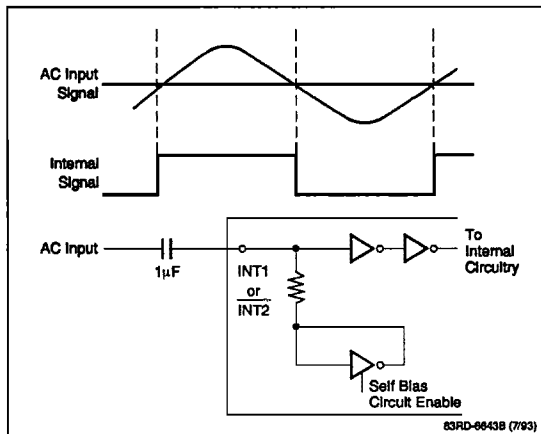 AC Input
Signal
Internal
Signal
AC Input
1µF
INT1
or
INT2
To
Internal
Circuitry
Self Bias
Circuit Enable
83RD-6643B (7/93)